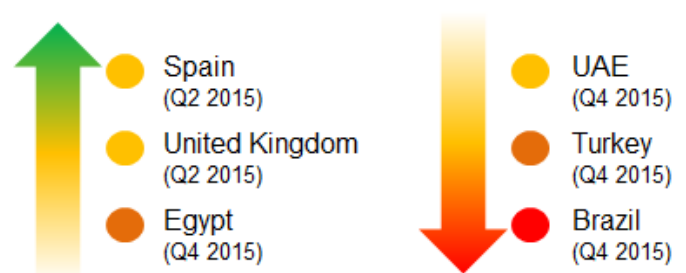 Spain
(Q2 2015)
United Kingdom
(Q2 2015)
Egypt
(Q4 2015)
UAE
(Q4 2015)
Turkey
(Q4 2015)
Brazil
(Q4 2015)